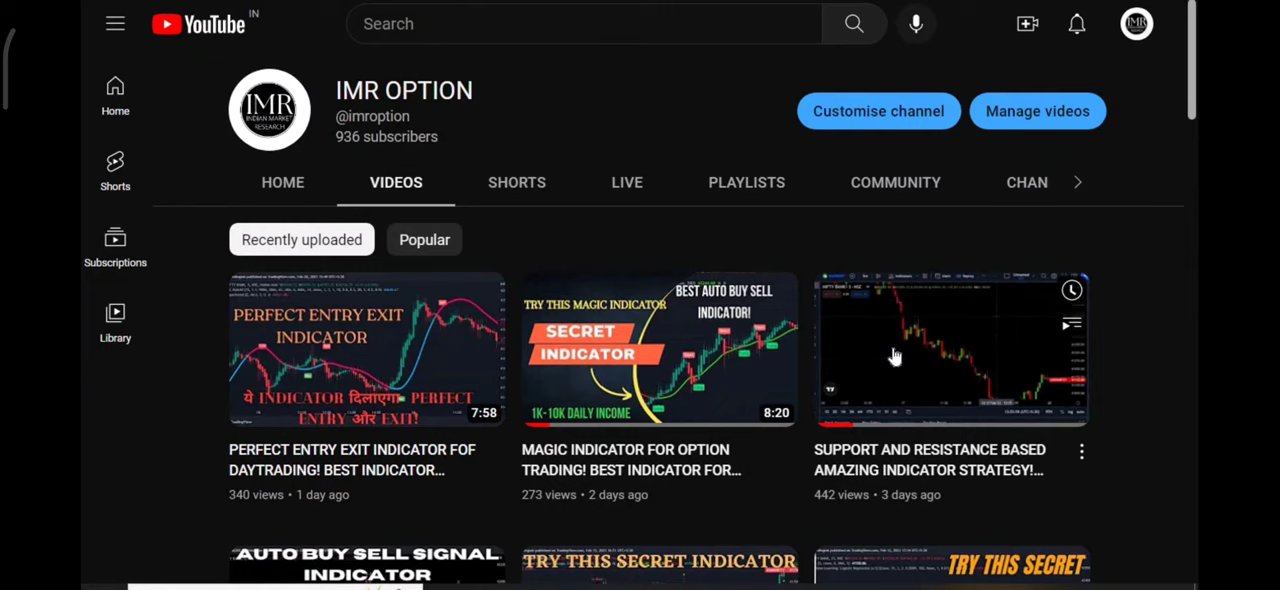 YouTube IN
Search
IMR
IMR
INDIAN MARKET
RESEARCH
IMR OPTION
@imroption
936 subscribers
Customise channel
Manage videos
Home
Shorts
Subscriptions
Library
HOME
VIDEOS
SHORTS
LIVE
PLAYLISTS
COMMUNITY
CHAN
Recently uploaded
Popular
PERFECT ENTRY EXIT
INDICATOR
ये INDICATOR दिलाएगा PERFECT
ENTRY और EXIT!
7:58
PERFECT ENTRY EXIT INDICATOR FOF
DAYTRADING! BEST INDICATOR...
340 views • 1 day ago
TRY THIS MAGIC INDICATOR
BEST AUTO BUY SELL
INDICATOR!
SECRET
INDICATOR
1K-10K DAILY INCOME
8:20
MAGIC INDICATOR FOR OPTION
TRADING! BEST INDICATOR FOR...
273 views • 2 days ago
SUPPORT AND RESISTANCE BASED
AMAZING INDICATOR STRATEGY!...
442 views • 3 days ago
AUTO BUY SELL SIGNAL
INDICATOR
TRY THIS SECRET INDICATOR
TRY THIS SECRET